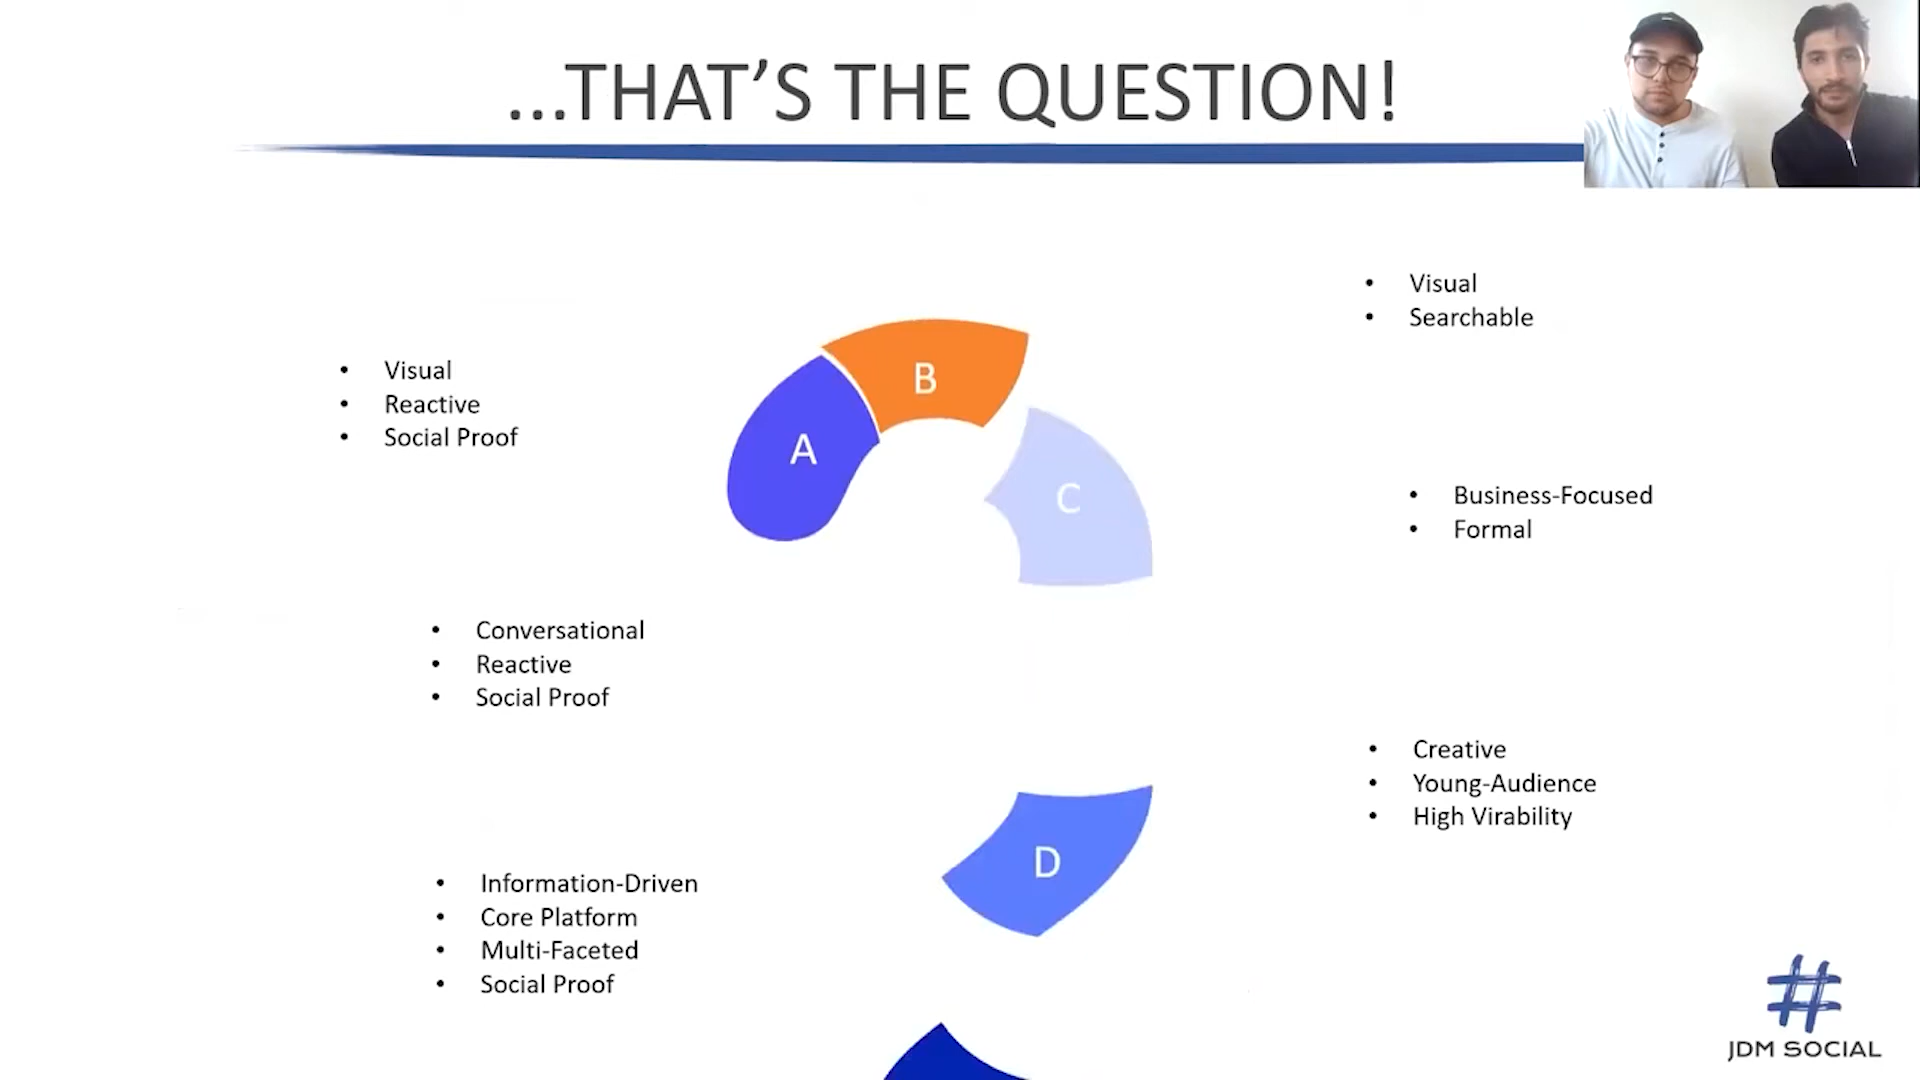 ...THAT’S THE QUESTION!
• Visual
• Searchable
• Visual
• Reactive
• Social Proof
B
A
C
• Business-Focused
• Formal
• Conversational
• Reactive
• Social Proof
• Creative
• Young-Audience
• High Virability
D
• Information-Driven
• Core Platform
• Multi-Faceted
• Social Proof
#
JDM SOCIAL